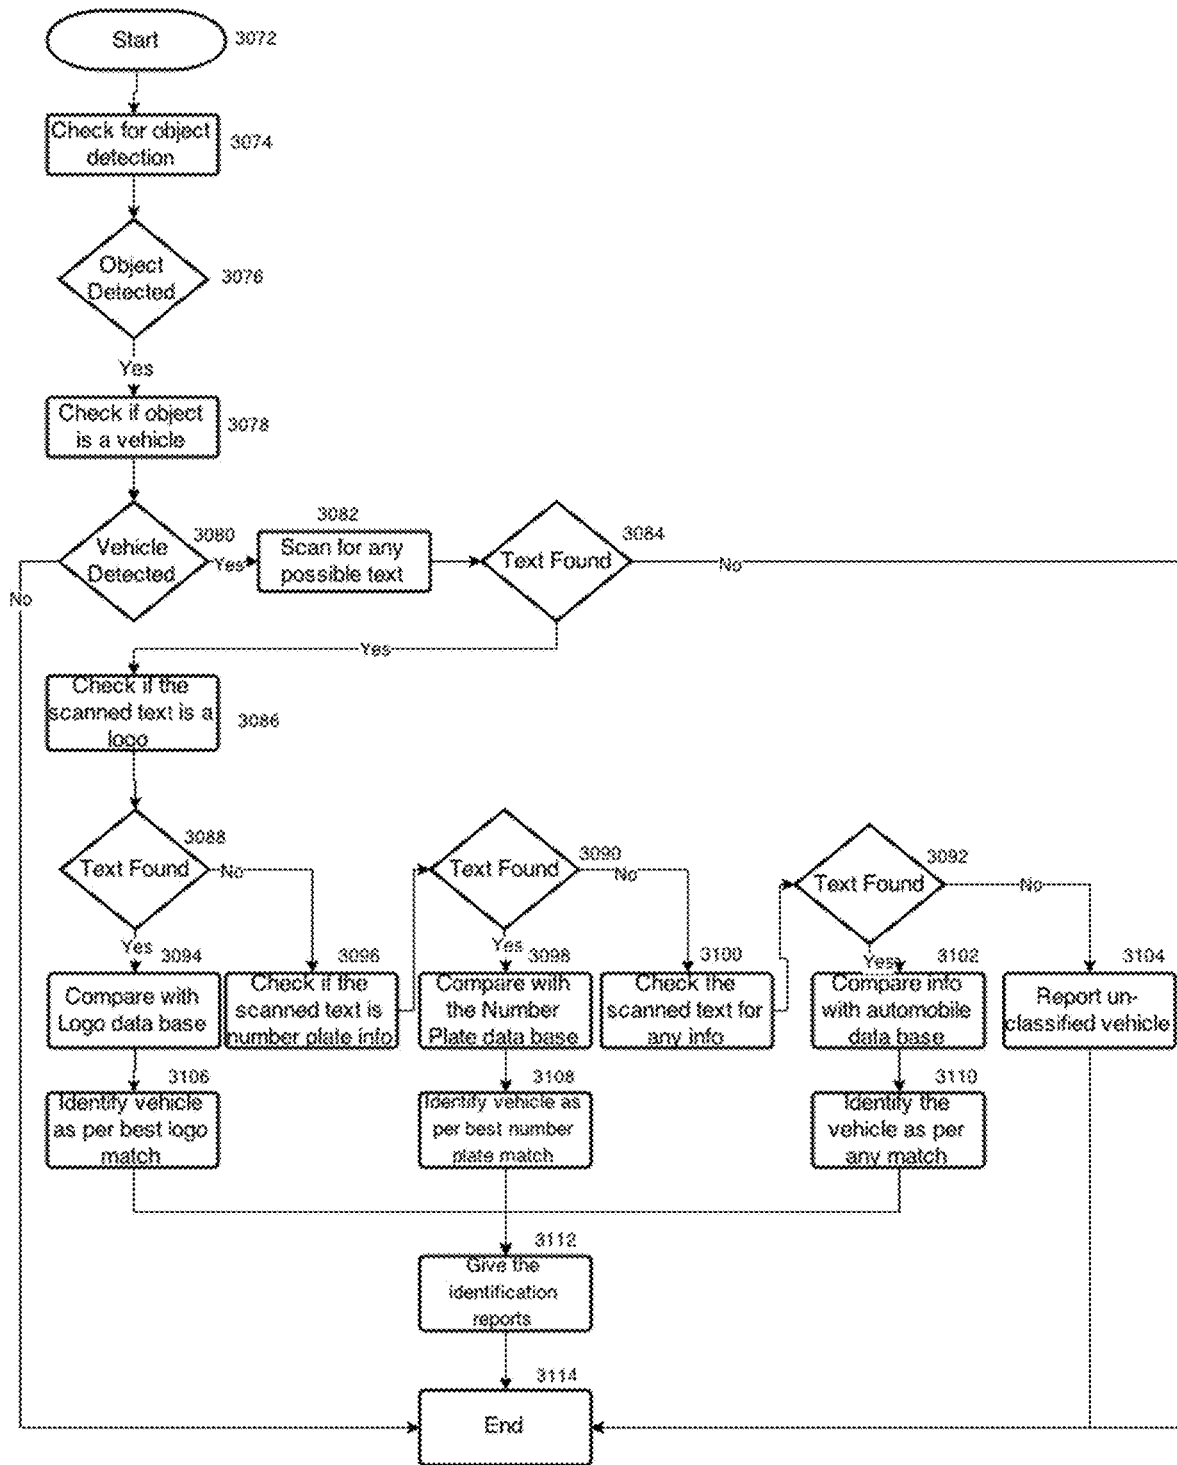 Start
3072
Check for object
detection
3074
Object
Detected
3076
Yes
Check if object
is a vehicle
3078
Vehicle
Detected
3080
Yes
No
3082
Scan for any
possible text
Text Found
3084
No
Yes
Check if the
scanned text is a
logo
3086
Text Found
3088
No
Yes
Text Found
3090
No
Yes
Text Found
3092
No
Yes
3094
Compare with
Logo data base
3096
Check if the
scanned text is
number plate info
3098
Compare with
the Number
Plate data base
3100
Check the
scanned text for
any info
3102
Compare info
with automobile
data base
3104
Report un-
classified vehicle
3106
Identify vehicle
as per best logo
match
3108
Identify vehicle as
per best number
plate match
3110
Identify the
vehicle as per
any match
3112
Give the
identification
reports
3114
End